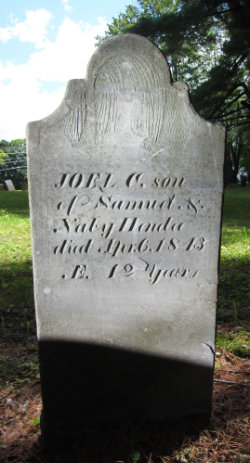 JOEL C. son
of Samuel &
Naby Honda
died Apr. 6, 1843
Æ. 12 Years